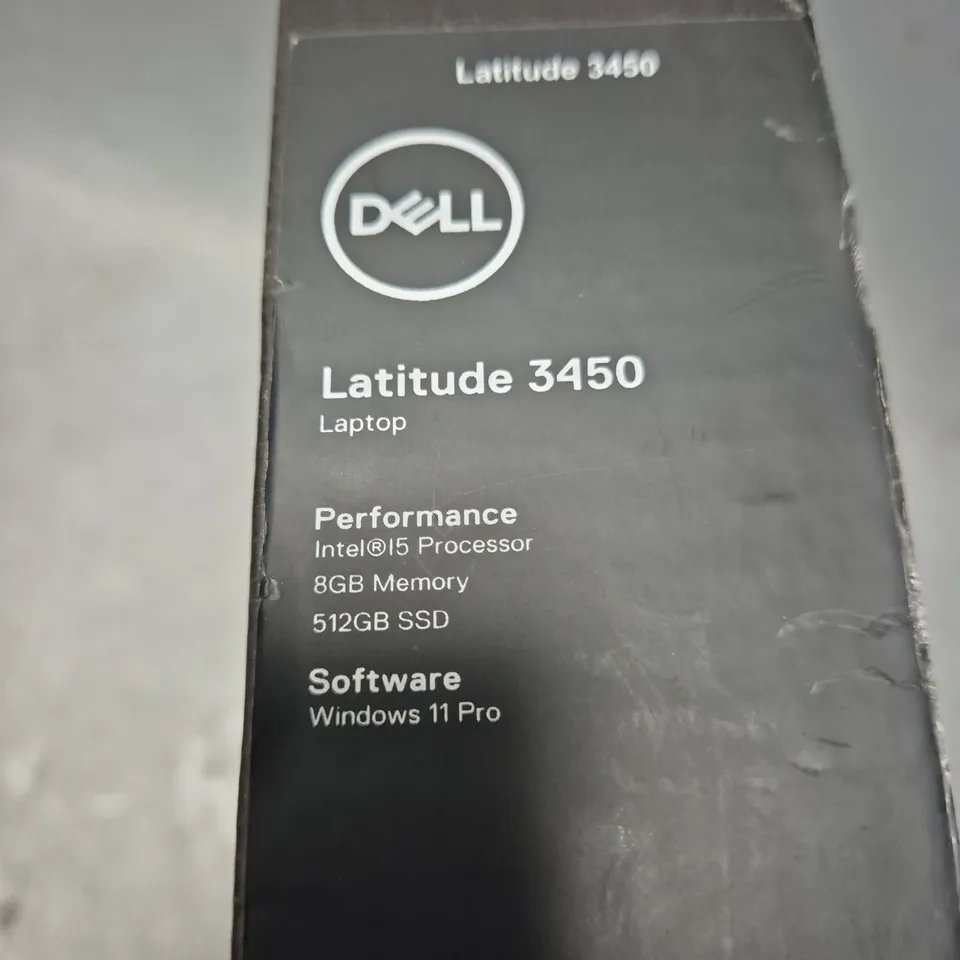 Latitude 3450
DELL
Latitude 3450
Laptop
Performance
Intel®I5 Processor
8GB Memory
512GB SSD
Software
Windows 11 Pro